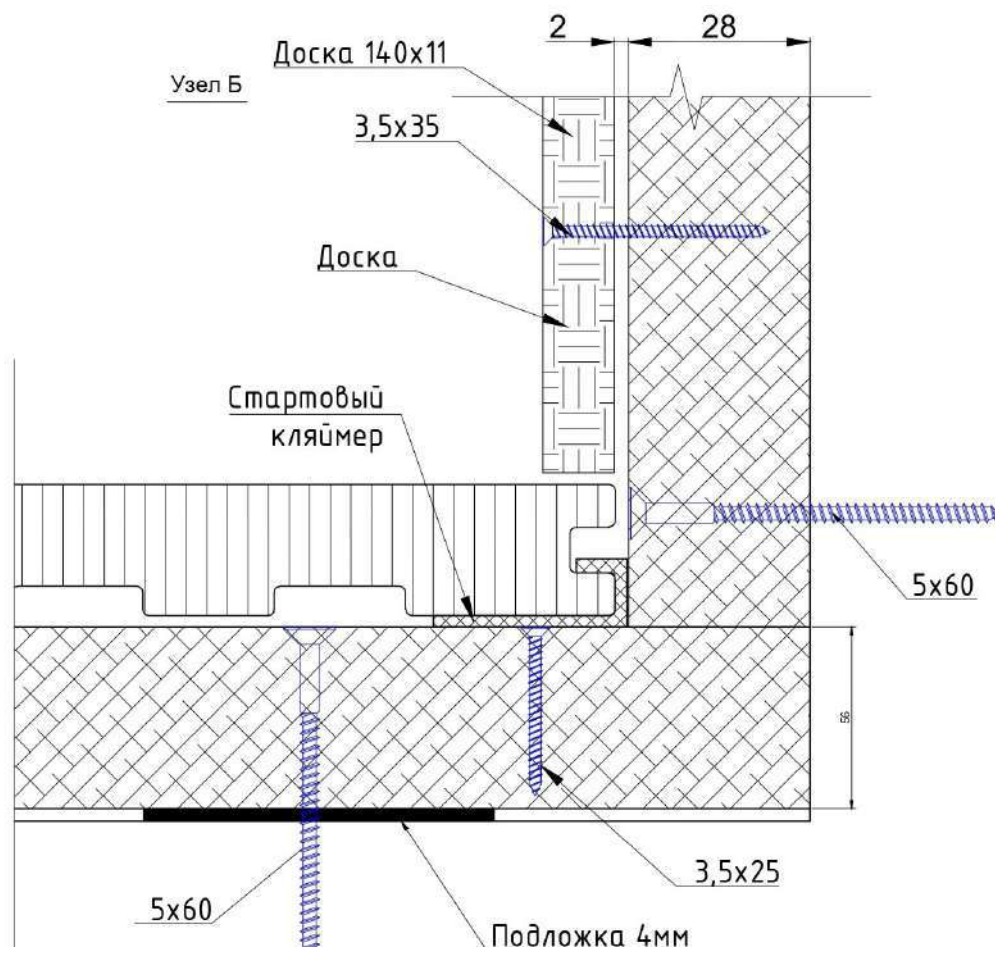 2
28
Доска 140х11
Узел Б
3,5х35
Доска
Стартовый
кляймер
5х60
56
3,5х25
5х60
Подложка 4мм